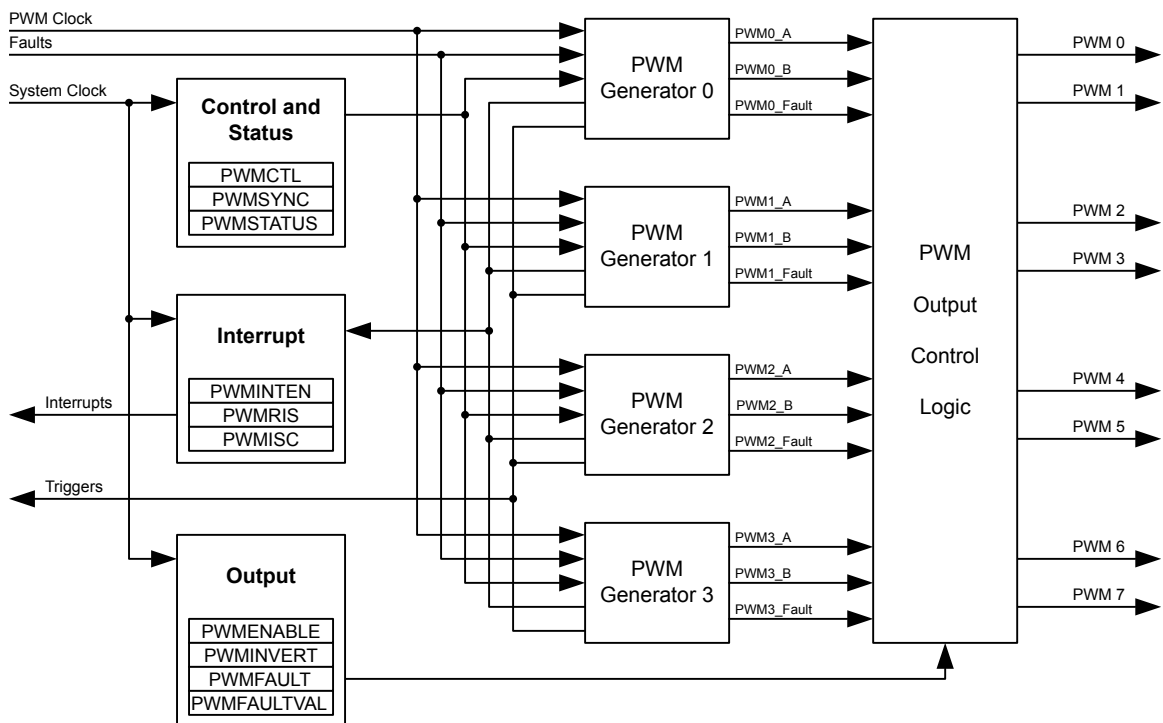 PWM Clock
Faults
System Clock
Control and
Status
PWMCTL
PWMSYNC
PWMSTATUS
Interrupt
PWMINTEN
PWMRIS
PWMISC
Interrupts
Triggers
Output
PWMENABLE
PWMINVERT
PWMFAULT
PWMFAULTVAL
PWM
Generator 0
PWM0_A
PWM0_B
PWM0_Fault
PWM
Generator 1
PWM1_A
PWM1_B
PWM1_Fault
PWM
Generator 2
PWM2_A
PWM2_B
PWM2_Fault
PWM
Generator 3
PWM3_A
PWM3_B
PWM3_Fault
PWM
Output
Control
Logic
PWM 0
PWM 1
PWM 2
PWM 3
PWM 4
PWM 5
PWM 6
PWM 7